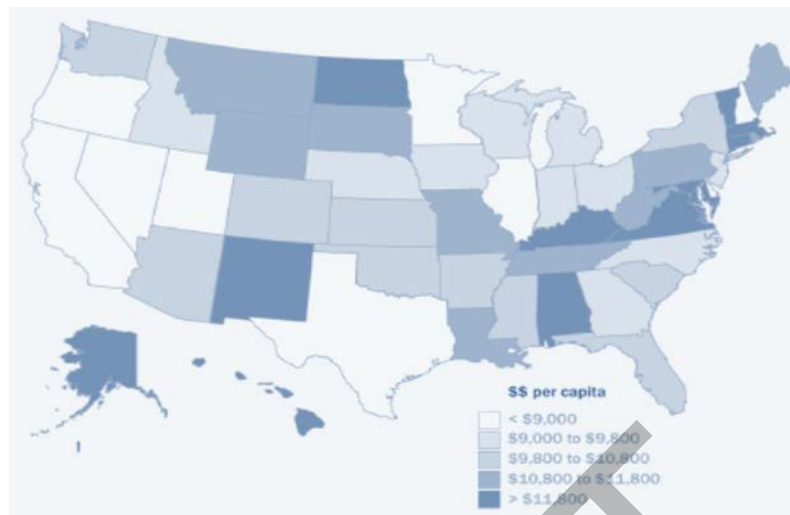 $$ per capita
< $9,000
$9,000 to $9,800
$9,800 to $10,800
$10,800 to $11,800
> $11,800